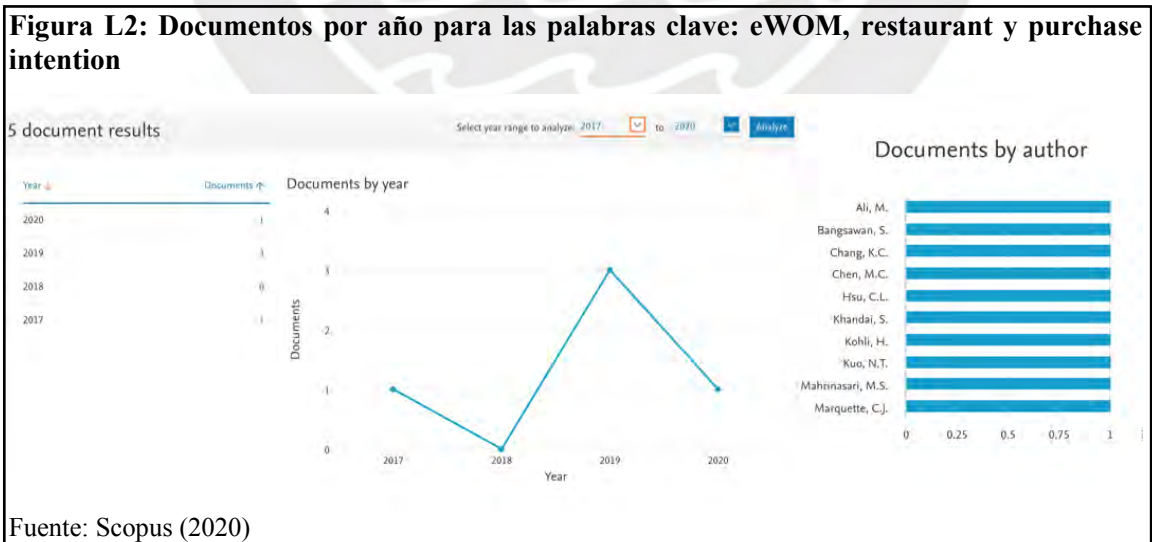 Figura L2: Documentos por año para las palabras clave: eWOM, restaurant y purchase
intention
5 document results
Select year range to analyze: 2017 to 2020 Analyze
Year Documents
2020 1
2019 3
2018 0
2017 1
Documents by year
4
3
2
1
0
Documents
2017 2018 2019 2020
Year
Documents by author
Ali, M.
Bangsawan, S.
Chang, K.C.
Chen, M.C.
Hsu, C.L.
Khandai, S.
Kohli, H.
Kuo, N.T.
Mahrinasari, M.S.
Marquette, C.J.
0 0.25 0.5 0.75 1
Fuente: Scopus (2020)